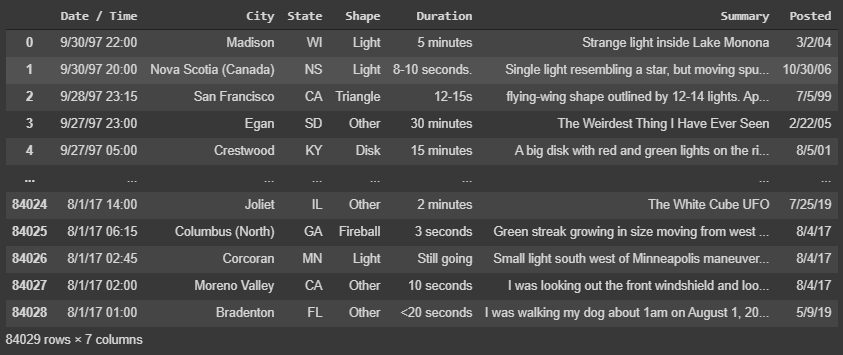 Date / Time City State Shape Duration Summary Posted
0 9/30/97 22:00 Madison WI Light 5 minutes Strange light inside Lake Monona 3/2/04
1 9/30/97 20:00 Nova Scotia (Canada) NS Light 8-10 seconds. Single light resembling a star, but moving spu... 10/30/06
2 9/28/97 23:15 San Francisco CA Triangle 12-15s flying-wing shape outlined by 12-14 lights. Ap... 7/5/99
3 9/27/97 23:00 Egan SD Other 30 minutes The Weirdest Thing I Have Ever Seen 2/22/05
4 9/27/97 05:00 Crestwood KY Disk 15 minutes A big disk with red and green lights on the ri... 8/5/01
... ... ... ... ... ... ... ...
84024 8/1/17 14:00 Joliet IL Other 2 minutes The White Cube UFO 7/25/19
84025 8/1/17 06:15 Columbus (North) GA Fireball 3 seconds Green streak growing in size moving from west ... 8/4/17
84026 8/1/17 02:45 Corcoran MN Light Still going Small light south west of Minneapolis maneuver... 8/4/17
84027 8/1/17 02:00 Moreno Valley CA Other 10 seconds I was looking out the front windshield and loo... 8/4/17
84028 8/1/17 01:00 Bradenton FL Other <20 seconds I was walking my dog about 1am on August 1, 20... 5/9/19
84029 rows × 7 columns